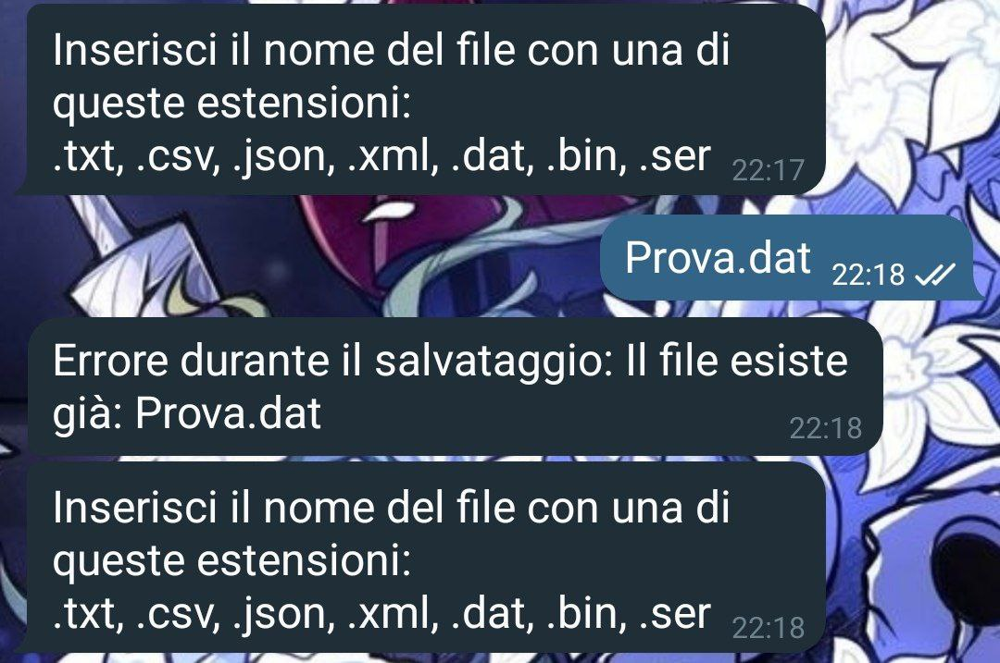 Inserisci il nome del file con una di
queste estensioni:
.txt, .csv, .json, .xml, .dat, .bin, .ser 22:17
Prova.dat 22:18
Errore durante il salvataggio: Il file esiste
già: Prova.dat 22:18
Inserisci il nome del file con una di
queste estensioni:
.txt, .csv, .json, .xml, .dat, .bin, .ser 22:18